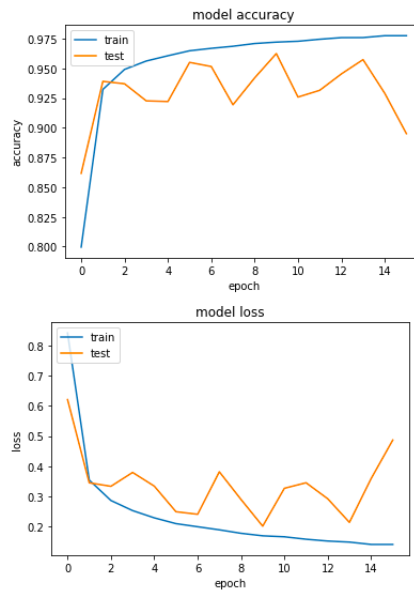 model accuracy
0.975
0.950
0.925
0.900
0.875
0.850
0.825
0.800
accuracy
train
test
0 2 4 6 8 10 12 14
epoch
model loss
0.8
0.7
0.6
0.5
0.4
0.3
0.2
loss
train
test
0 2 4 6 8 10 12 14
epoch